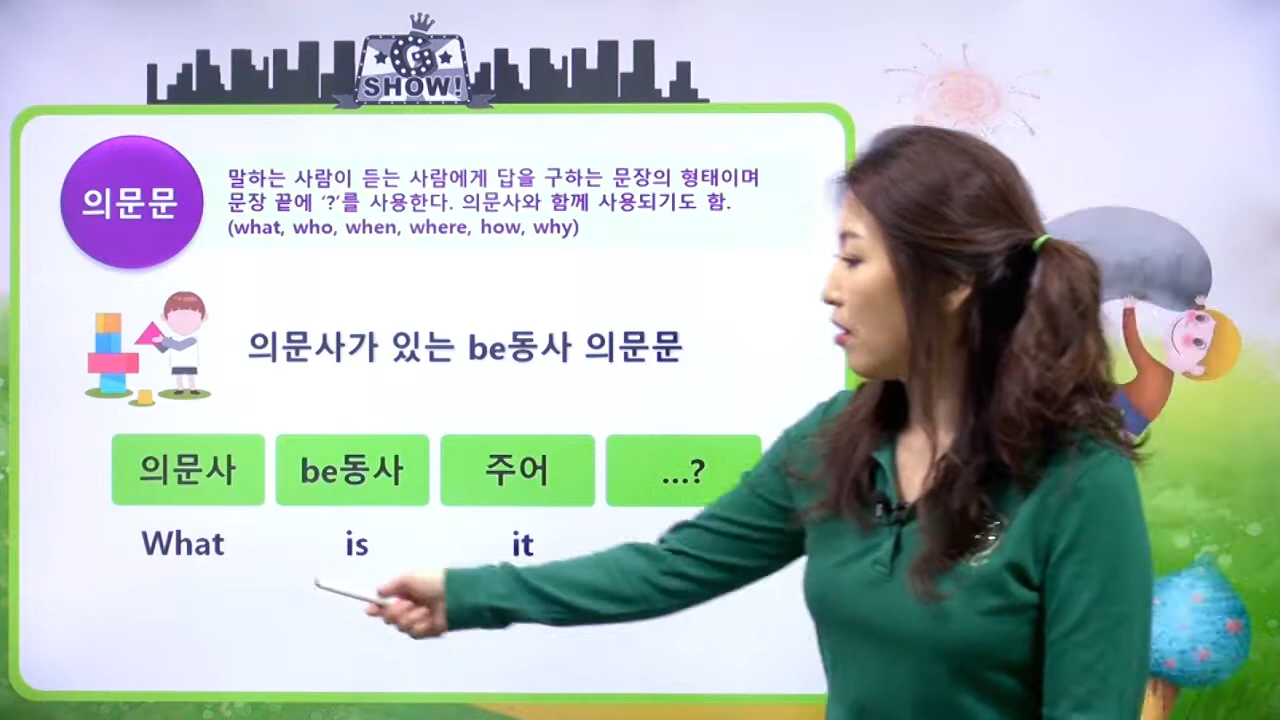 G
SHOW!
의문문
말하는 사람이 듣는 사람에게 답을 구하는 문장의 형태이며
문장 끝에 '?'를 사용한다. 의문사와 함께 사용되기도 함.
(what, who, when, where, how, why)
의문사가 있는 be동사 의문문
의문사 be동사 주어 ...?
What is it